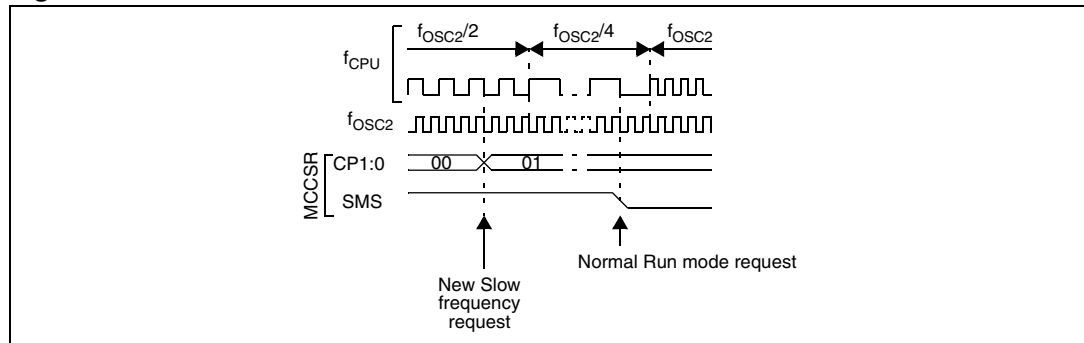 fOSC2/2 fOSC2/4 fOSC2
fCPU
fOSC2
MCCSR
CP1:0 00 01
SMS
Normal Run mode request
New Slow
frequency
request